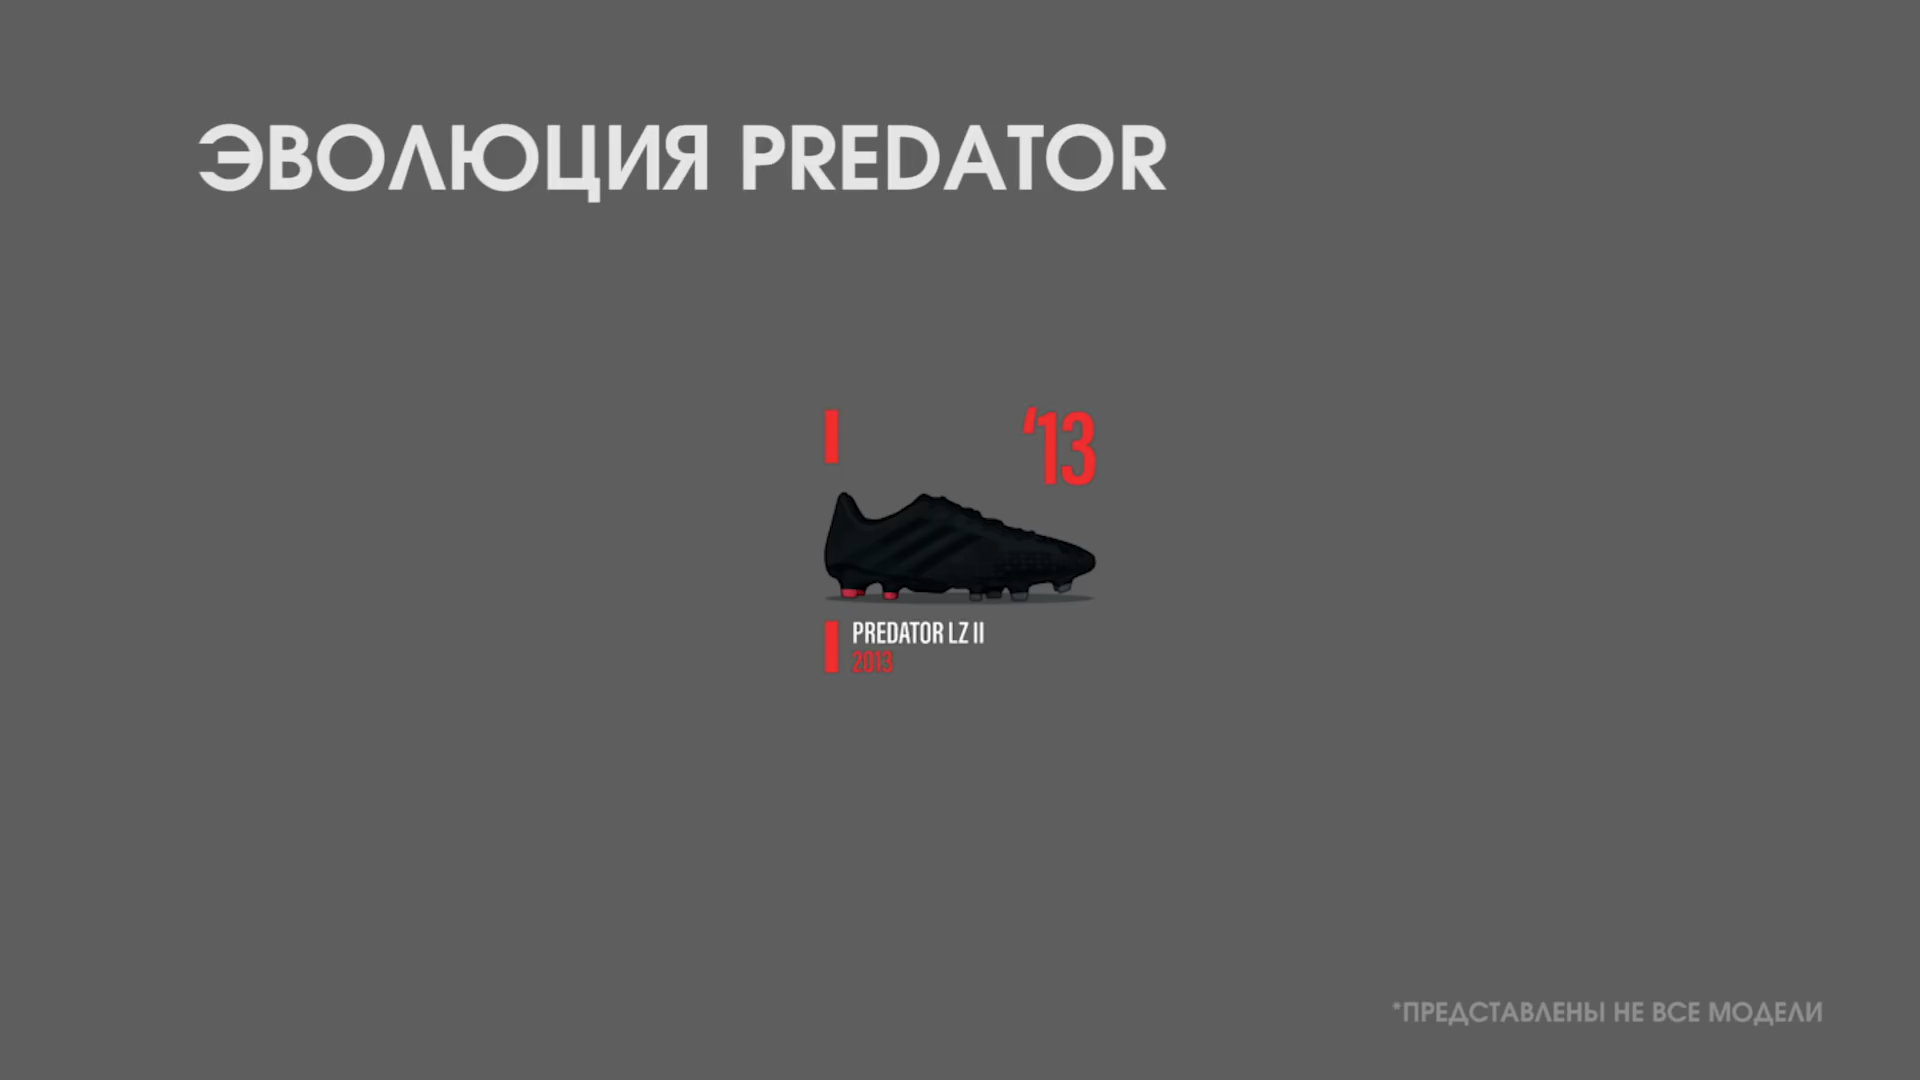 ЭВОЛЮЦИЯ PREDATOR
‘13
PREDATOR LZ II
2013
*ПРЕДСТАВЛЕНЫ НЕ ВСЕ МОДЕЛИ